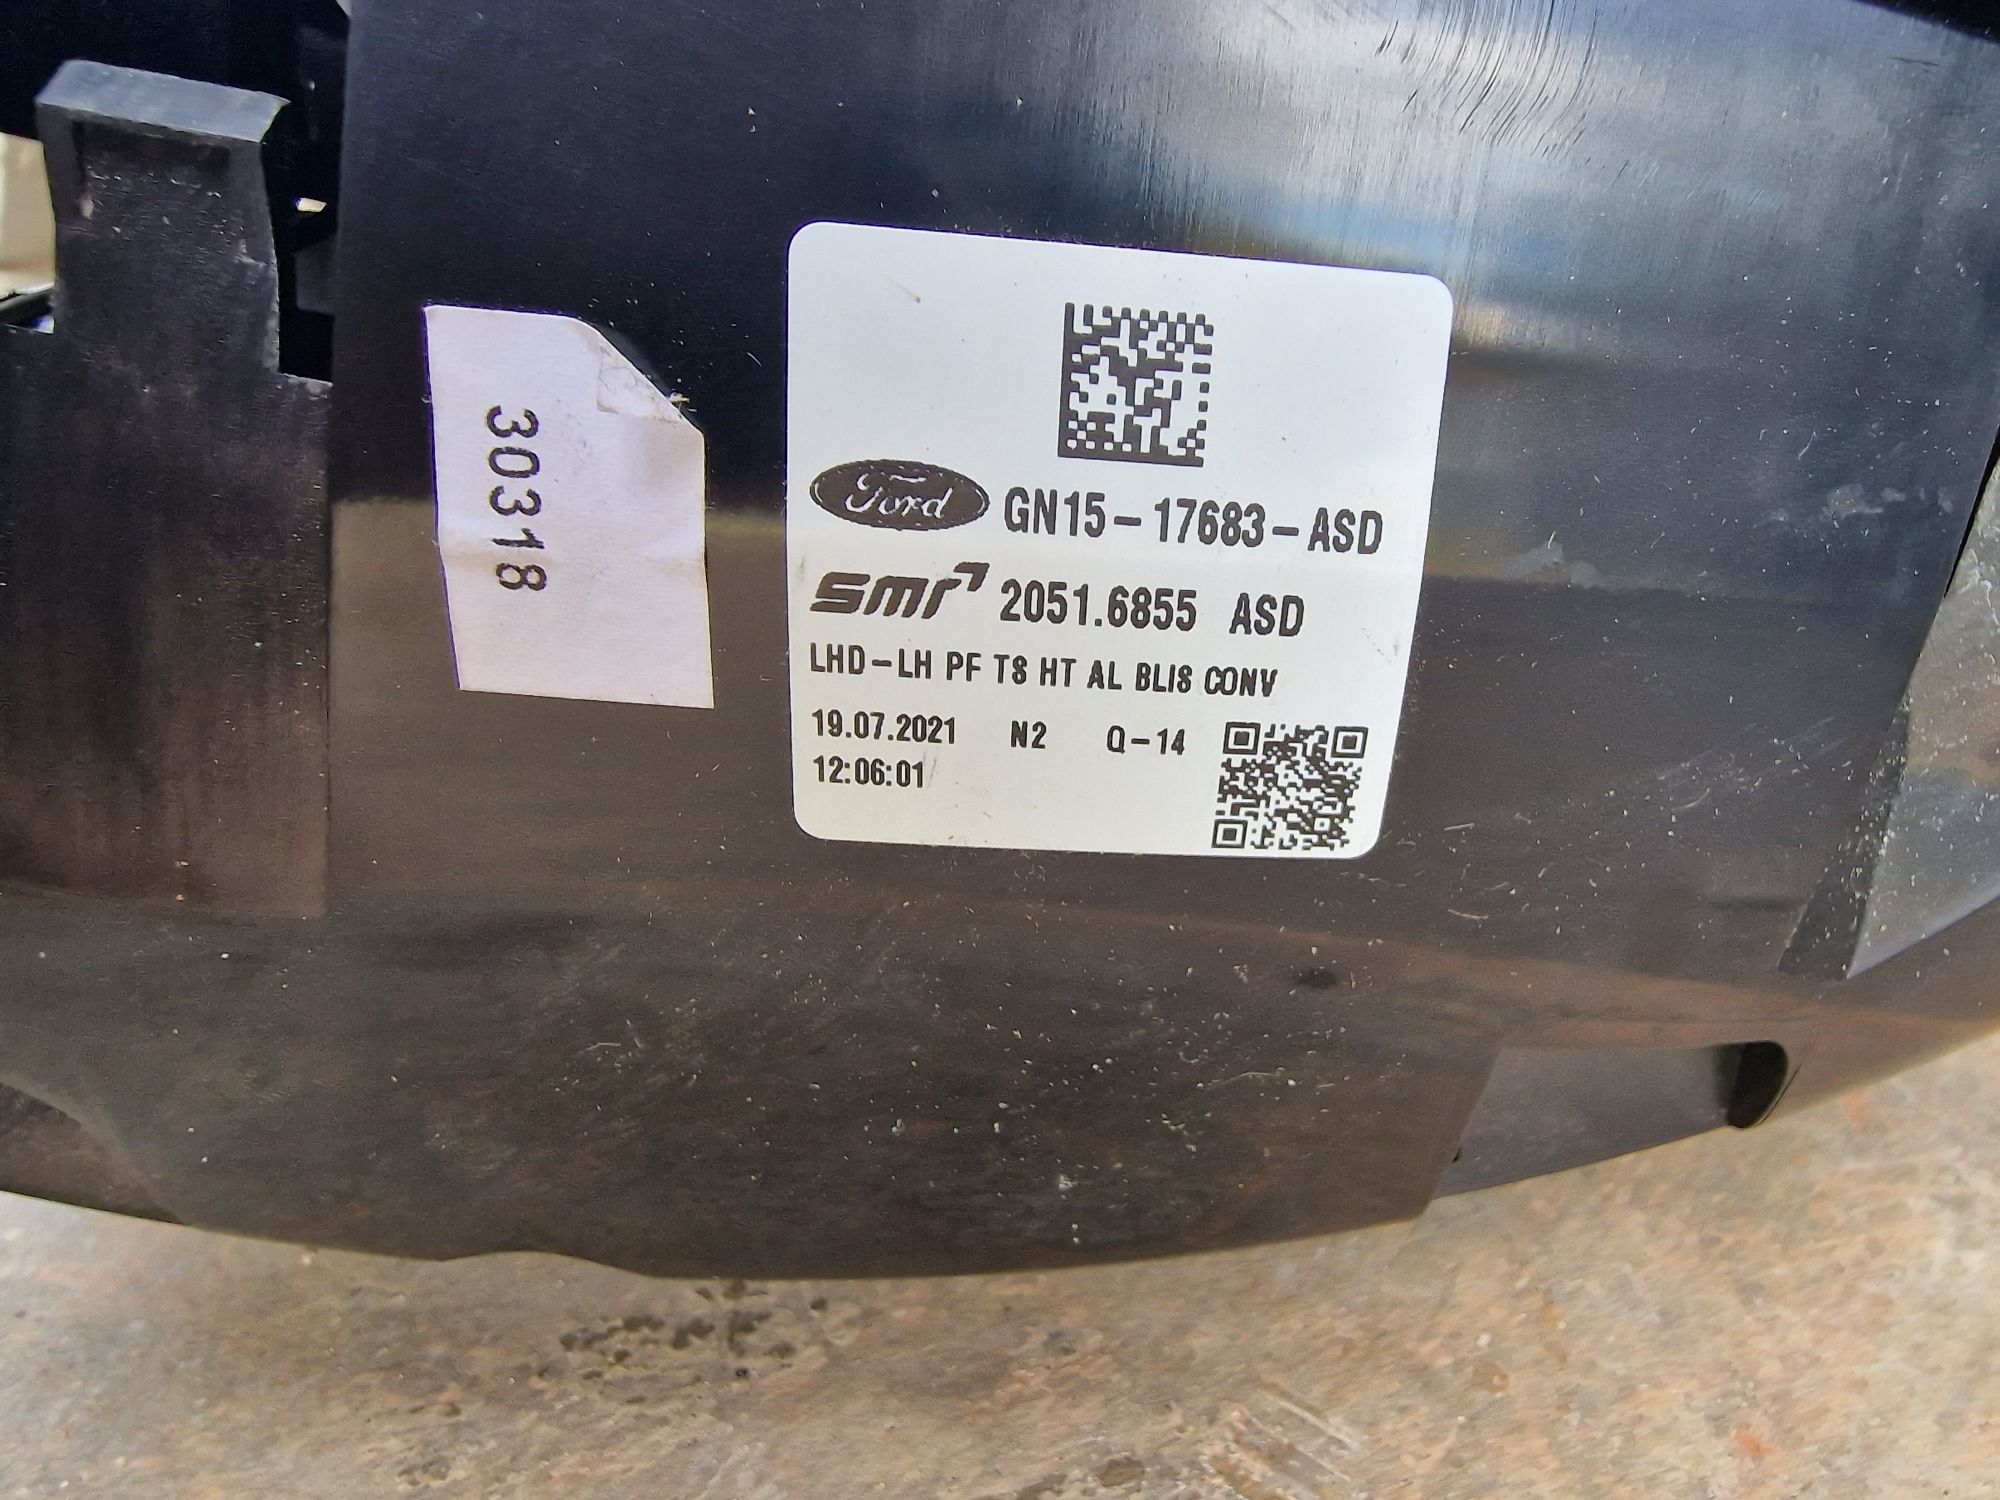 30318
Ford GN15-17683-ASD
smr 2051.6855 ASD
LHD-LH PF TS HT AL BLIS CONV
19.07.2021 N2 Q-14
12:06:01